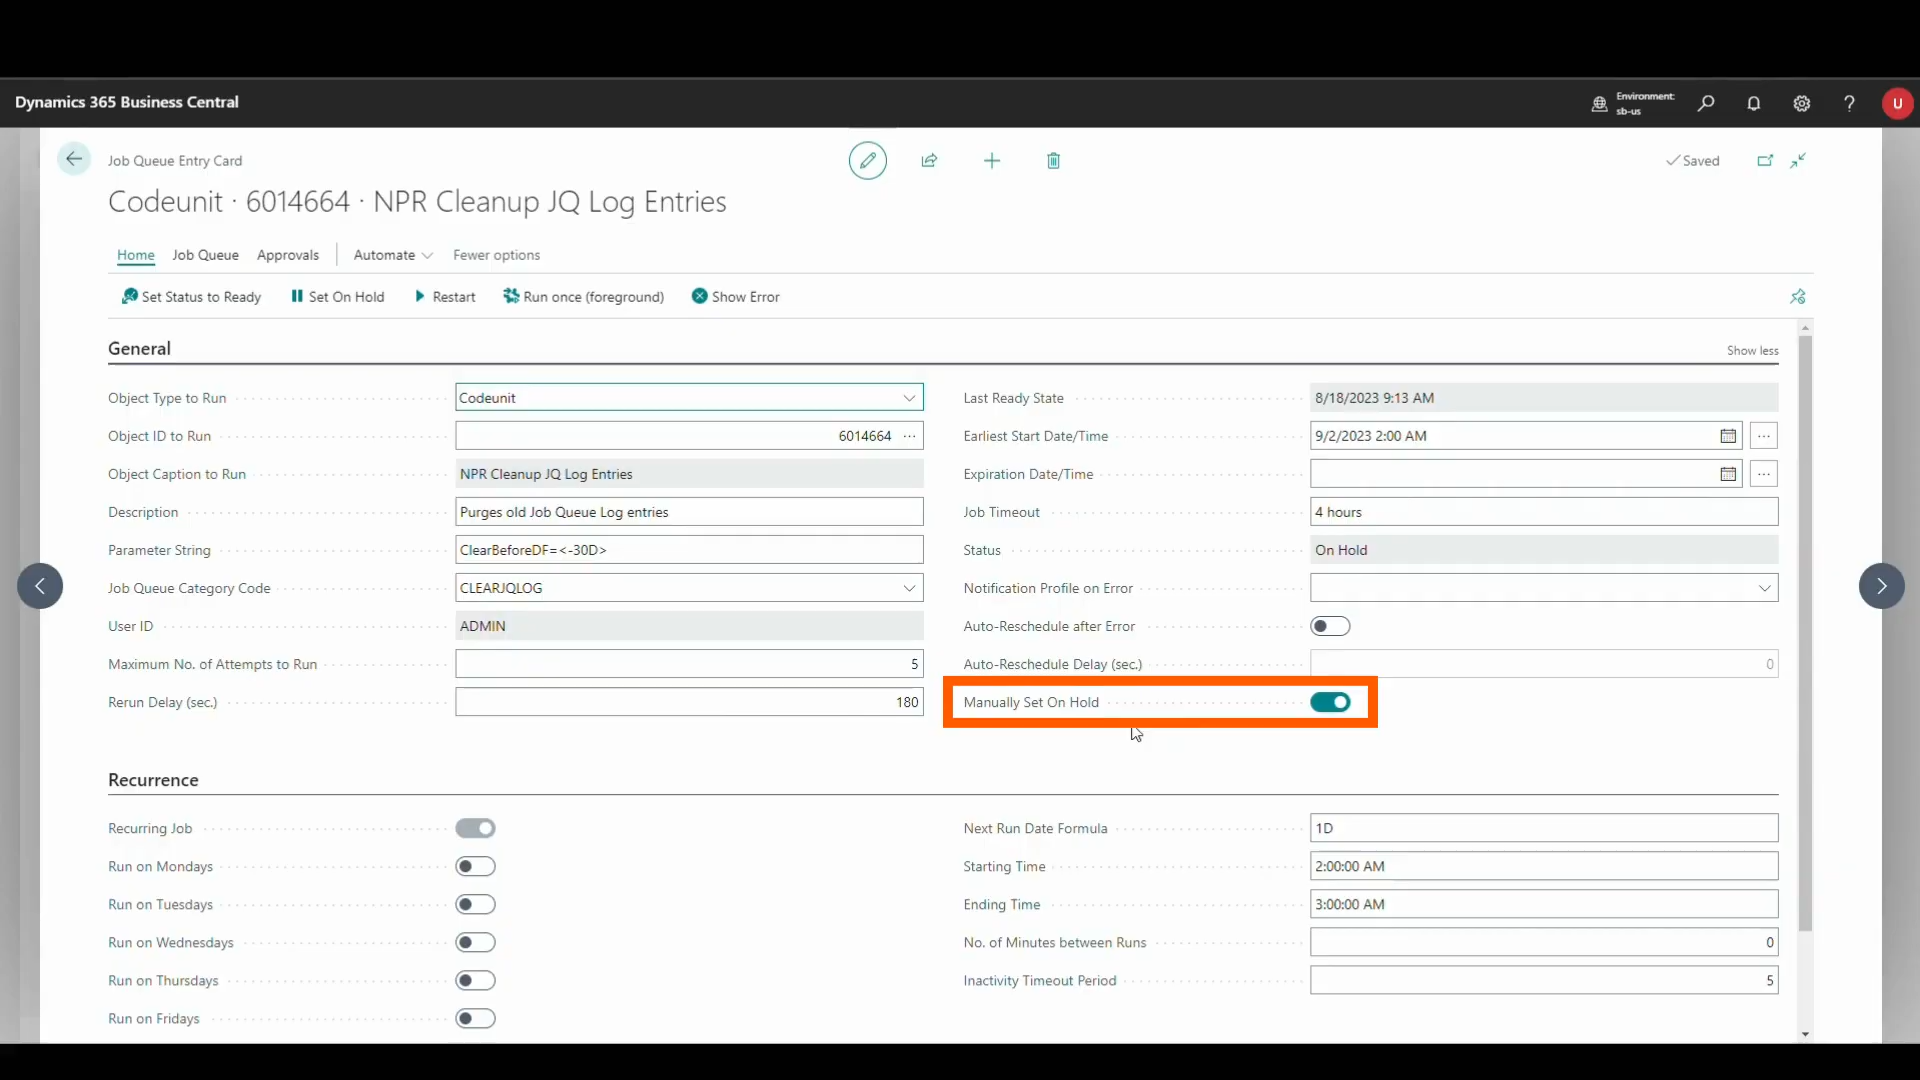 Dynamics 365 Business Central
Environment:
sb-us
?
U
Job Queue Entry Card
Saved
Codeunit · 6014664 · NPR Cleanup JQ Log Entries
Home Job Queue Approvals Automate Fewer options
Set Status to Ready Set On Hold Restart Run once (foreground) Show Error
General
Show less
Object Type to Run Codeunit
Object ID to Run 6014664
Object Caption to Run NPR Cleanup JQ Log Entries
Description Purges old Job Queue Log entries
Parameter String ClearBeforeDF=<-30D>
Job Queue Category Code CLEARJQLOG
User ID ADMIN
Maximum No. of Attempts to Run 5
Rerun Delay (sec.) 180
Last Ready State 8/18/2023 9:13 AM
Earliest Start Date/Time 9/2/2023 2:00 AM
Expiration Date/Time
Job Timeout 4 hours
Status On Hold
Notification Profile on Error
Auto-Reschedule after Error
Auto-Reschedule Delay (sec.) 0
Manually Set On Hold
Recurrence
Recurring Job
Run on Mondays
Run on Tuesdays
Run on Wednesdays
Run on Thursdays
Run on Fridays
Next Run Date Formula 1D
Starting Time 2:00:00 AM
Ending Time 3:00:00 AM
No. of Minutes between Runs 0
Inactivity Timeout Period 5